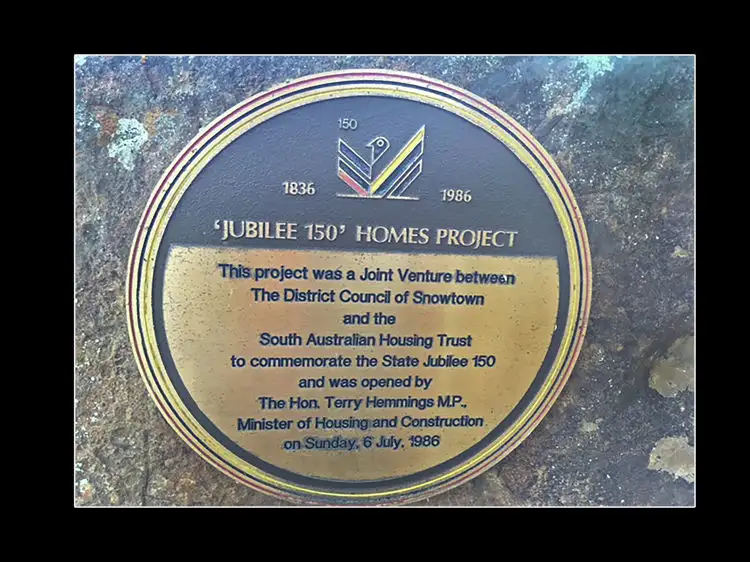 150
1836 1986
‘JUBILEE 150’ HOMES PROJECT
This project was a Joint Venture between
The District Council of Snowtown
and the
South Australian Housing Trust
to commemorate the State Jubilee 150
and was opened by
The Hon. Terry Hemmings M.P.,
Minister of Housing and Construction
on Sunday, 6 July, 1986